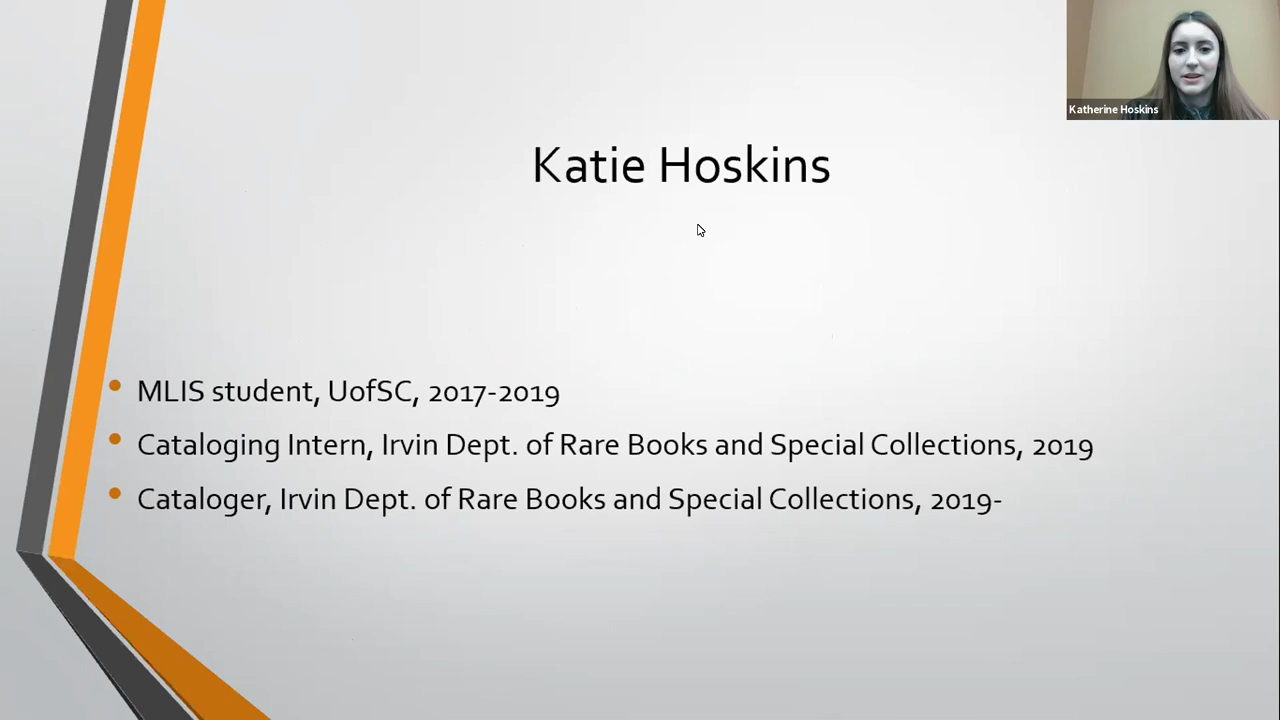 Katherine Hoskins
Katie Hoskins
MLIS student, UofSC, 2017-2019
Cataloging Intern, Irvin Dept. of Rare Books and Special Collections, 2019
Cataloger, Irvin Dept. of Rare Books and Special Collections, 2019-